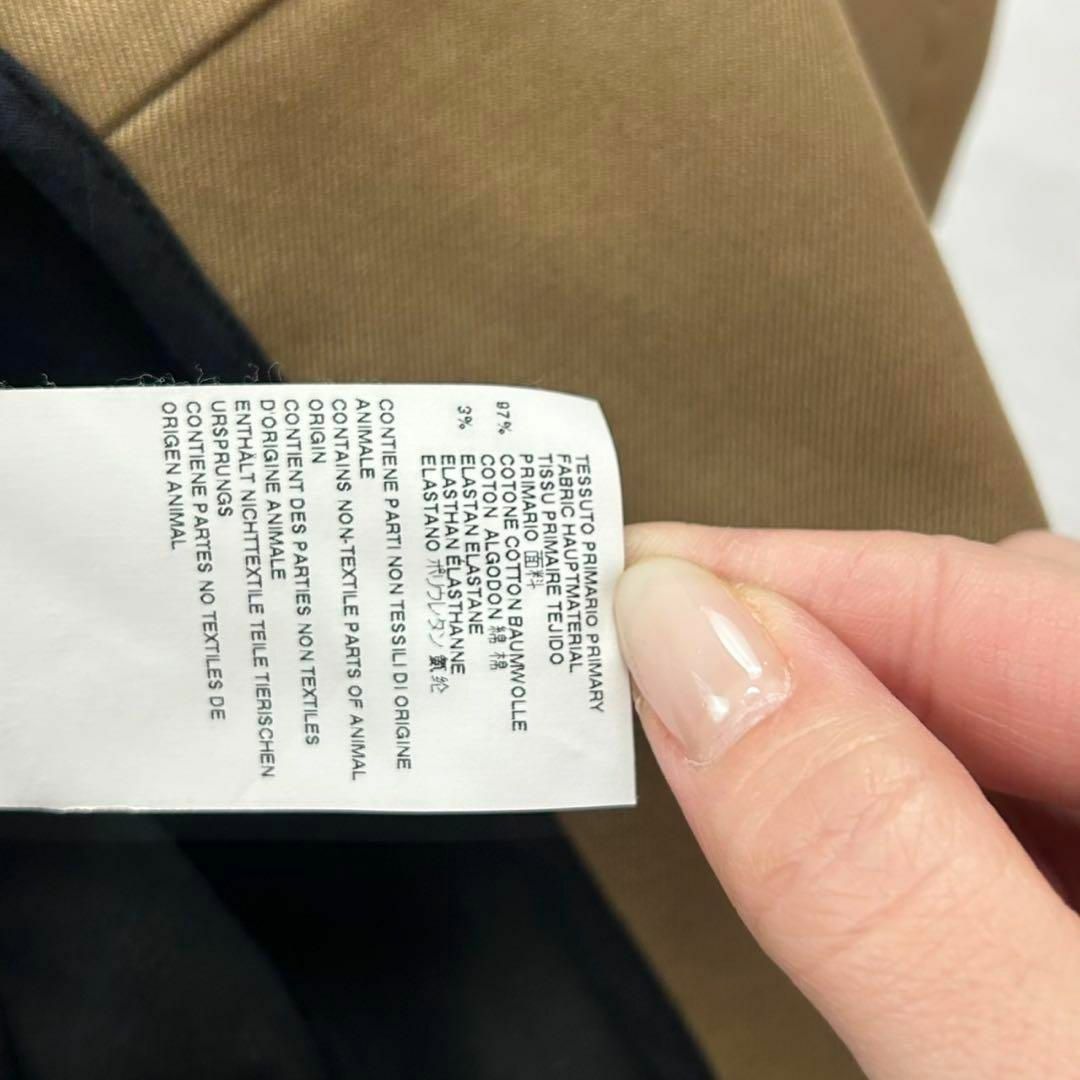 TESSUTO PRIMARIO PRIMARY
FABRIC HAUPTMATERIAL
TISSU PRIMAIRE TEJIDO
PRIMARIO 面料
97% COTONE COTTON BAUMWOLLE
COTON ALGODON 綿 棉
3% ELASTAN ELASTANE
ELASTHAN ÉLASTHANNE
ELASTANO ポリウレタン 氨纶
CONTIENE PARTI NON TESSILI DI ORIGINE
ANIMALE
CONTAINS NON-TEXTILE PARTS OF ANIMAL
ORIGIN
CONTIENT DES PARTIES NON TEXTILES
D'ORIGINE ANIMALE
ENTHÄLT NICHTTEXTILE TEILE TIERISCHEN
URSPRUNGS
CONTIENE PARTES NO TEXTILES DE
ORIGEN ANIMAL